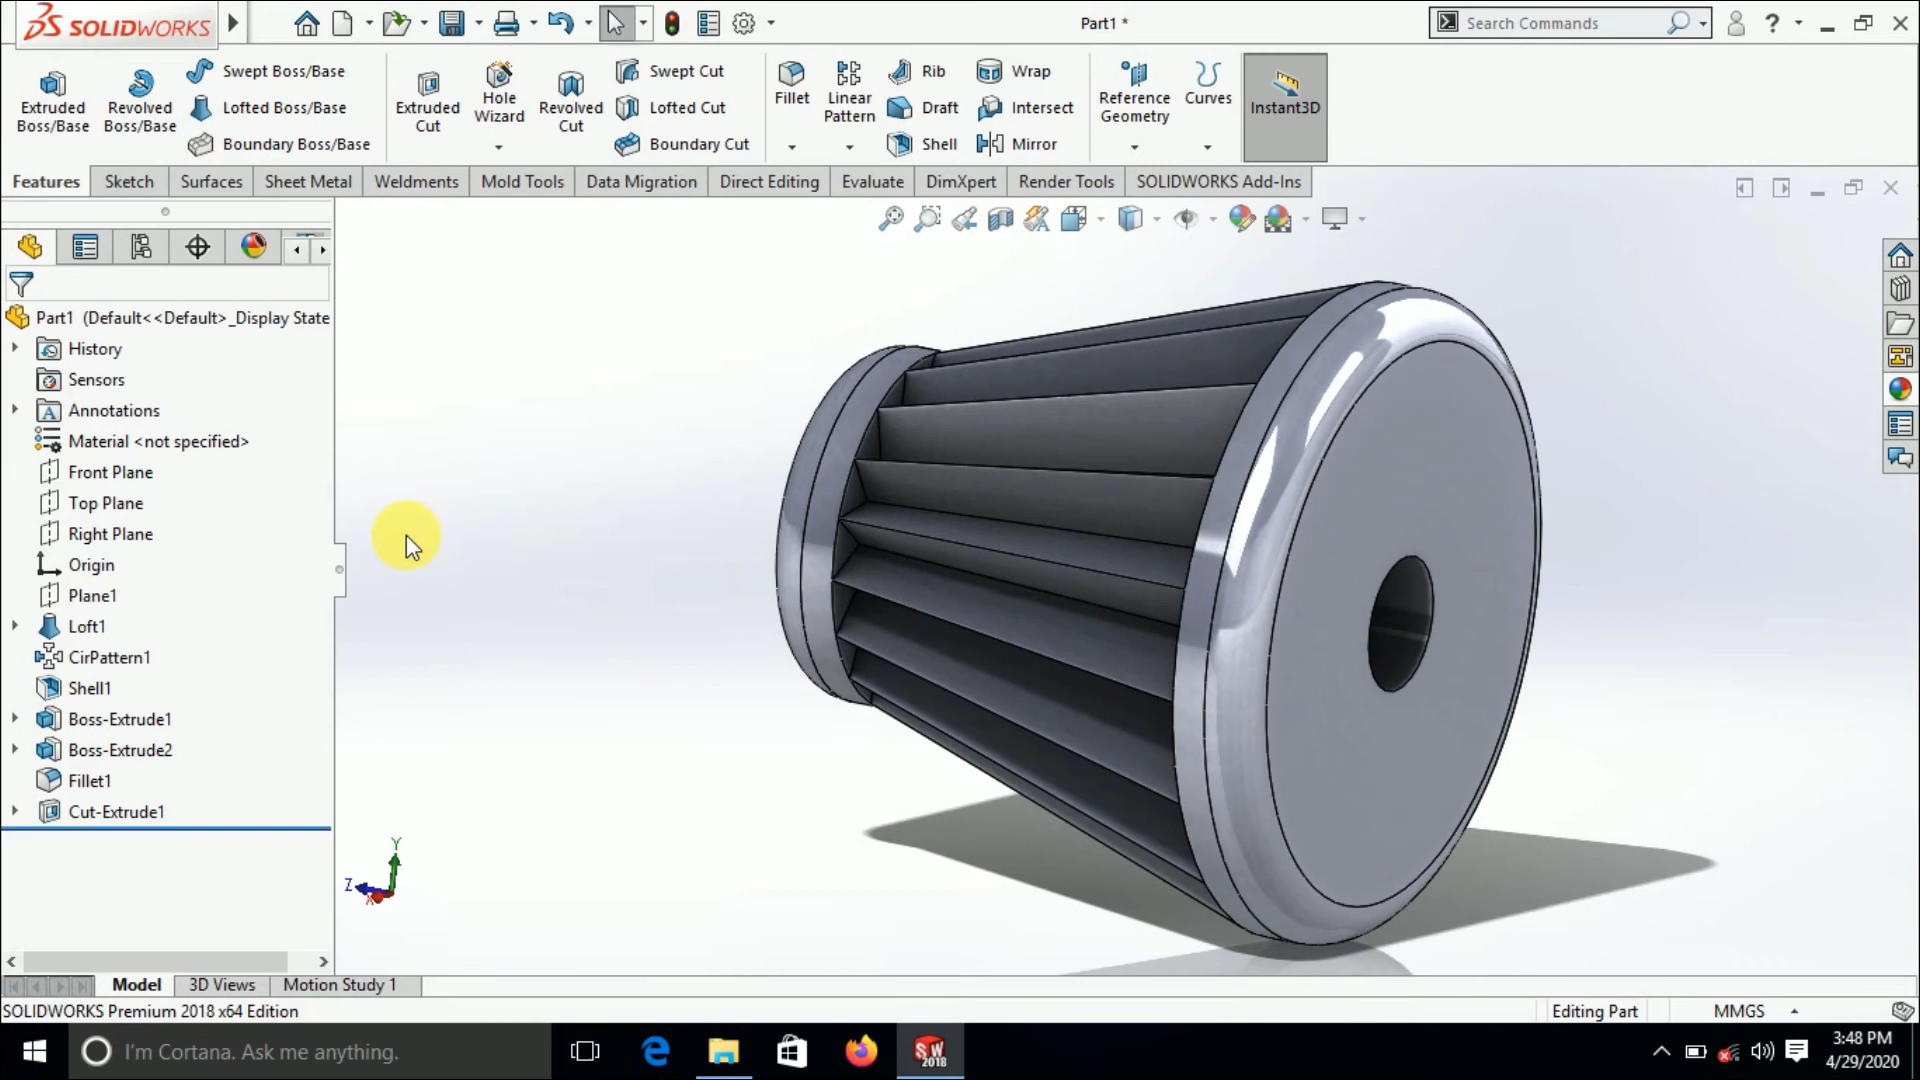 SOLIDWORKS
Part1 *
Search Commands
Extruded Boss/Base
Revolved Boss/Base
Swept Boss/Base
Lofted Boss/Base
Boundary Boss/Base
Extruded Cut
Hole Wizard
Revolved Cut
Swept Cut
Lofted Cut
Boundary Cut
Fillet
Linear Pattern
Rib
Draft
Shell
Wrap
Intersect
Mirror
Reference Geometry
Curves
Instant3D
Features
Sketch
Surfaces
Sheet Metal
Weldments
Mold Tools
Data Migration
Direct Editing
Evaluate
DimXpert
Render Tools
SOLIDWORKS Add-Ins
Part1 (Default<<Default>_Display State
History
Sensors
Annotations
Material <not specified>
Front Plane
Top Plane
Right Plane
Origin
Plane1
Loft1
CirPattern1
Shell1
Boss-Extrude1
Boss-Extrude2
Fillet1
Cut-Extrude1
Y
Z
X
Model
3D Views
Motion Study 1
SOLIDWORKS Premium 2018 x64 Edition
Editing Part
MMGS
I'm Cortana. Ask me anything.
SW
2018
3:48 PM
4/29/2020